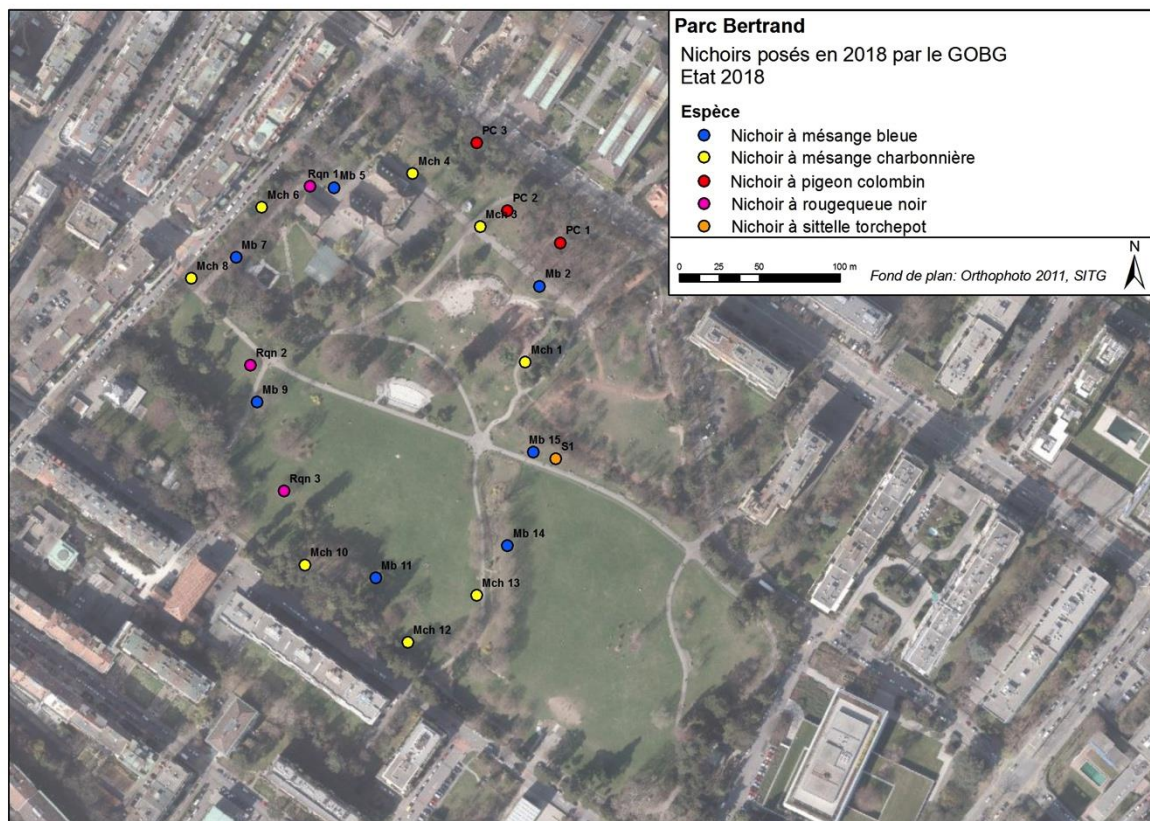 Parc Bertrand
Nichoirs posés en 2018 par le GOBG
Etat 2018
Espèce
Nichoir à mésange bleue
Nichoir à mésange charbonnière
Nichoir à pigeon colombin
Nichoir à rougequeue noir
Nichoir à sittelle torchepot
N
0 25 50 100 m
Fond de plan: Orthophoto 2011, SITG
PC 3
Mch 4
Rqn 1
Mb 5
Mch 6
PC 2
Mch 3
PC 1
Mb 7
Mch 8
Mb 2
Mch 1
Rqn 2
Mb 9
Mb 15
S1
Rqn 3
Mb 14
Mch 10
Mb 11
Mch 13
Mch 12